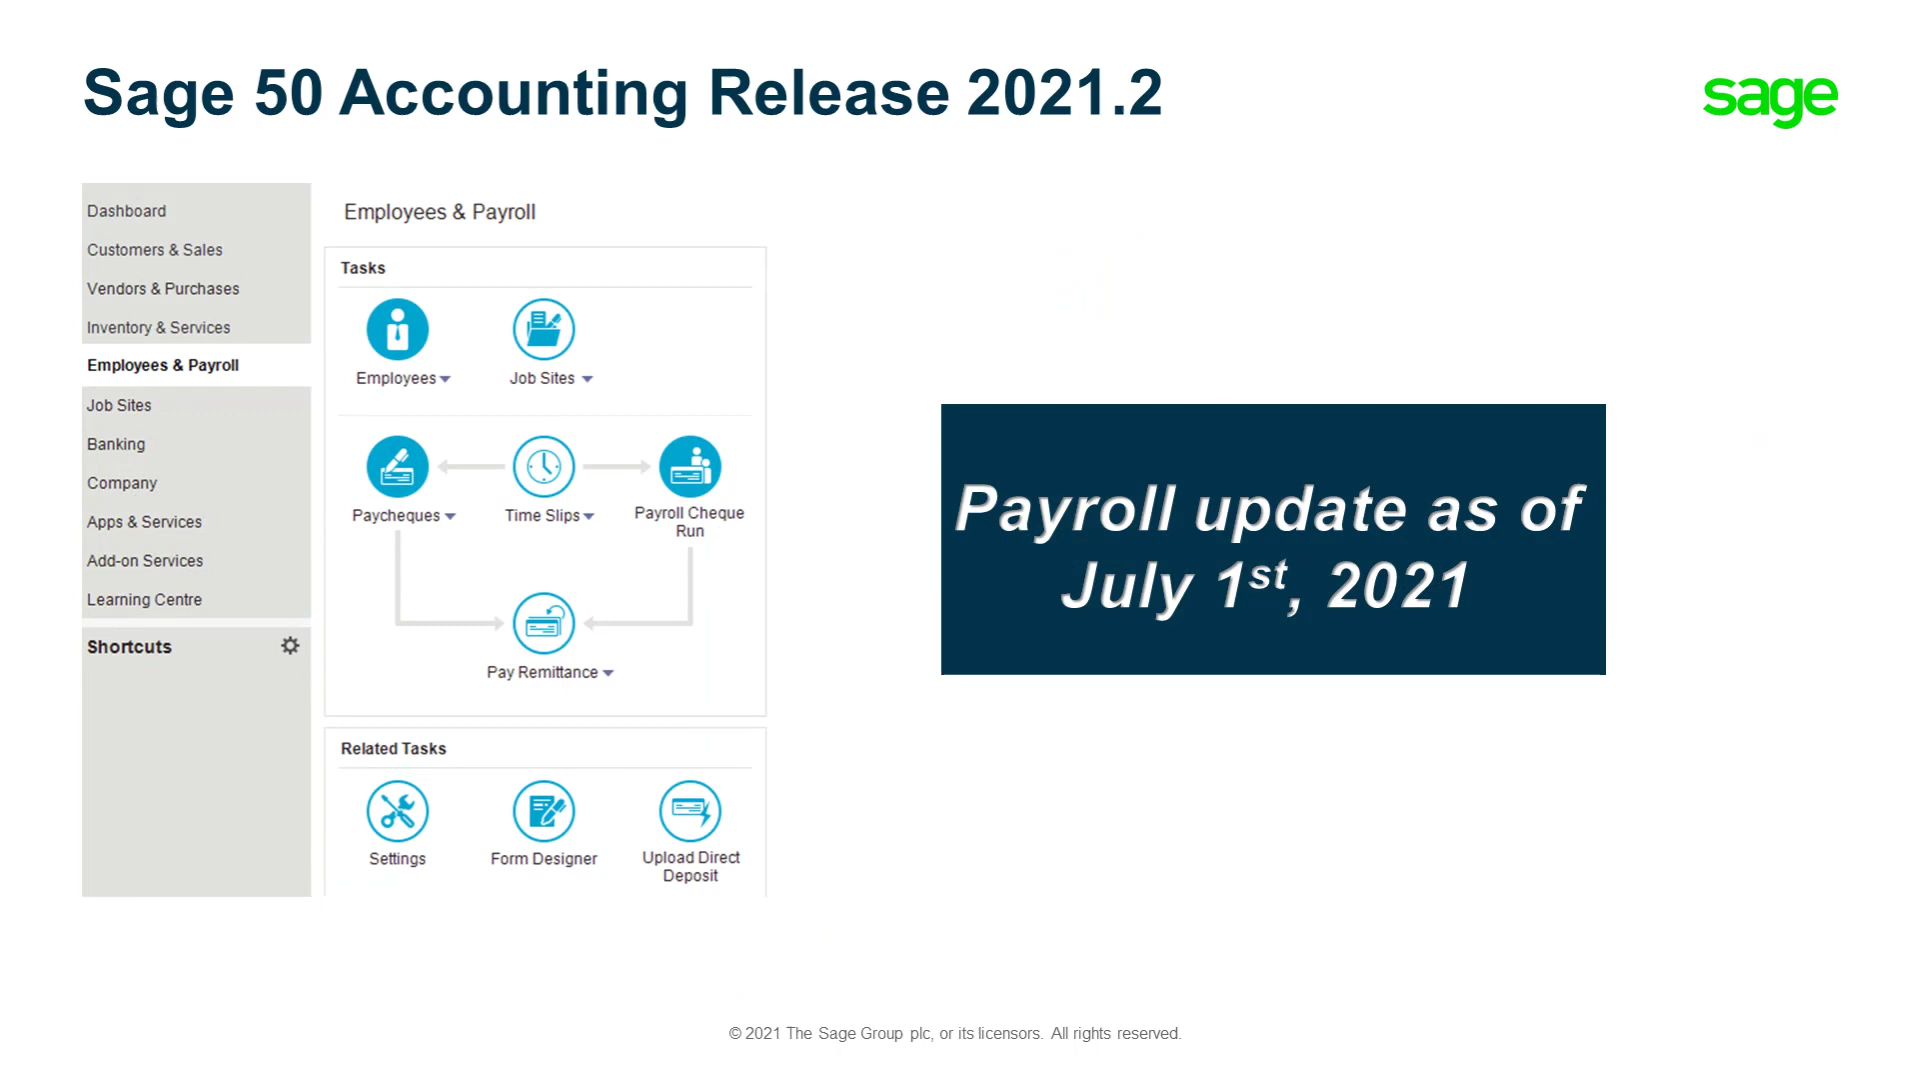 Sage 50 Accounting Release 2021.2
sage
Dashboard
Customers & Sales
Vendors & Purchases
Inventory & Services
Employees & Payroll
Job Sites
Banking
Company
Apps & Services
Add-on Services
Learning Centre
Shortcuts
Employees & Payroll
Tasks
Employees
Job Sites
Paycheques
Time Slips
Payroll Cheque
Run
Pay Remittance
Related Tasks
Settings
Form Designer
Upload Direct
Deposit
Payroll update as of
July 1st, 2021
© 2021 The Sage Group plc, or its licensors. All rights reserved.